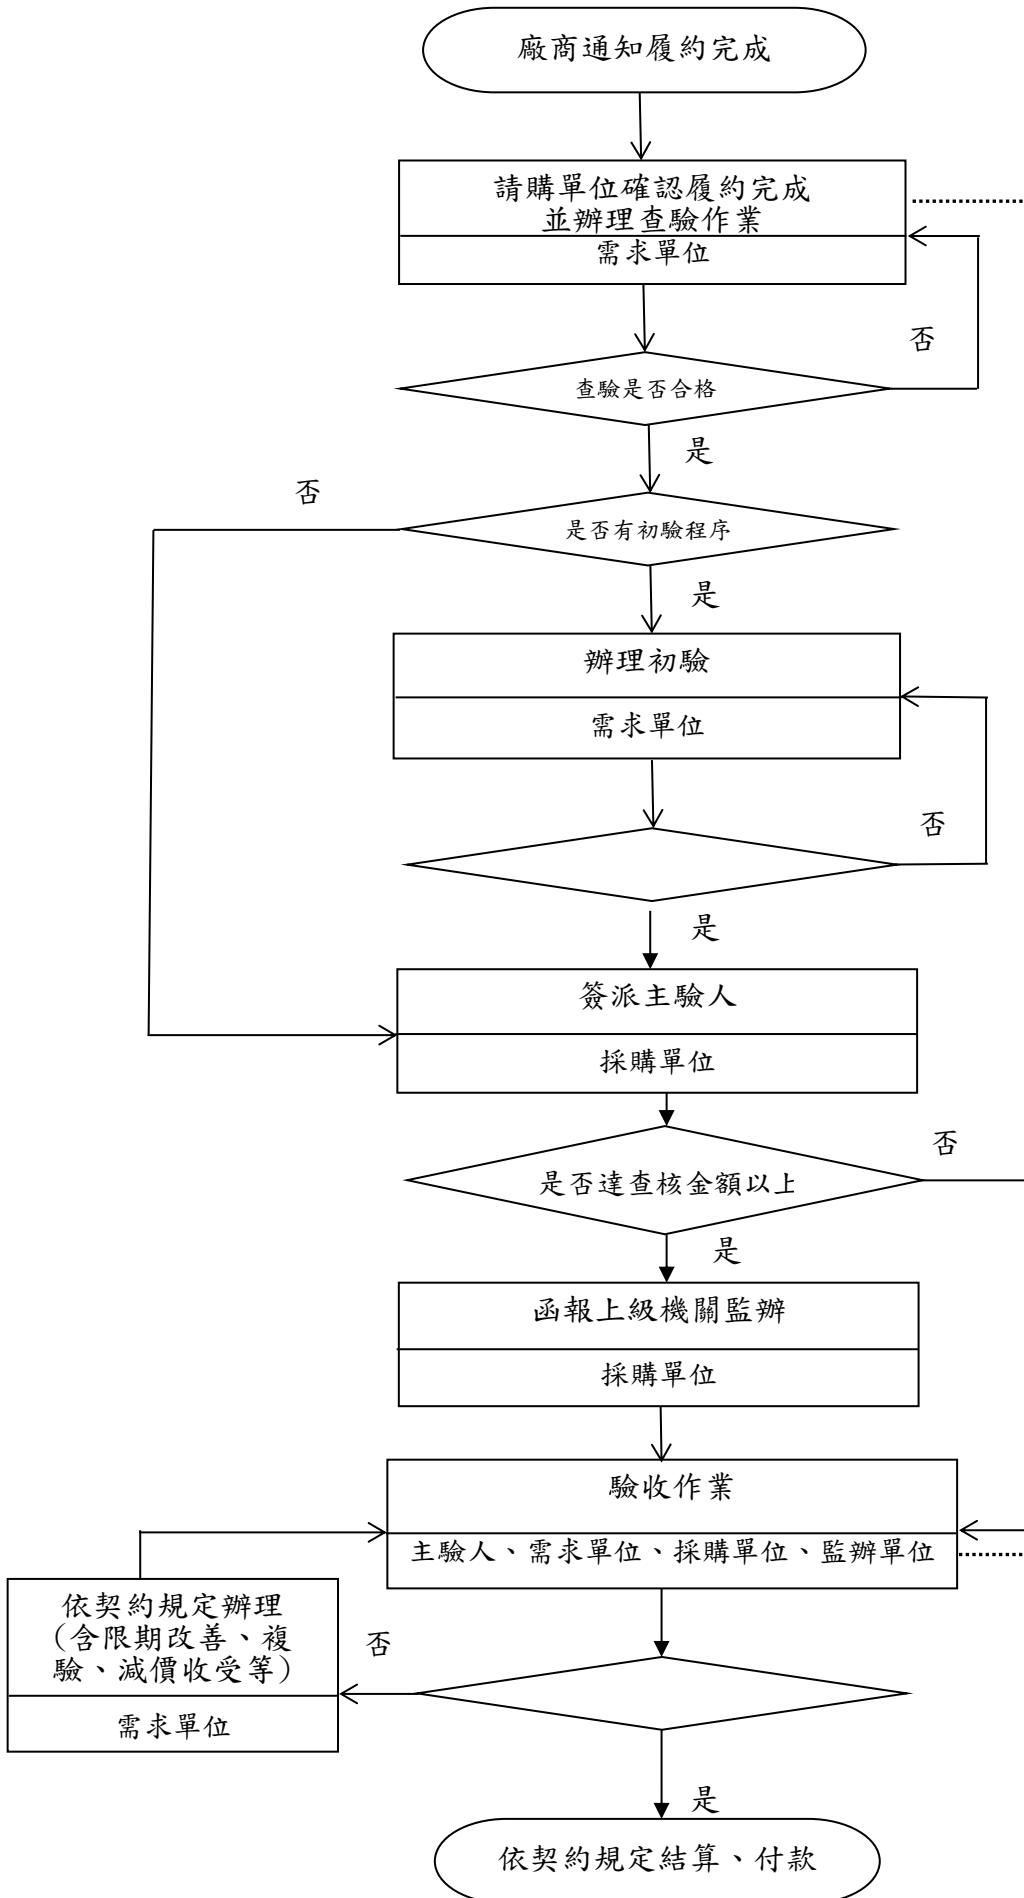 廠商通知履約完成
請購單位確認履約完成
並辦理查驗作業
需求單位
否
查驗是否合格
是
否
是否有初驗程序
是
辦理初驗
需求單位
否
是
簽派主驗人
採購單位
否
是否達查核金額以上
是
函報上級機關監辦
採購單位
驗收作業
主驗人、需求單位、採購單位、監辦單位
依契約規定辦理
(含限期改善、複
驗、減價收受等)
需求單位
否
是
依契約規定結算、付款